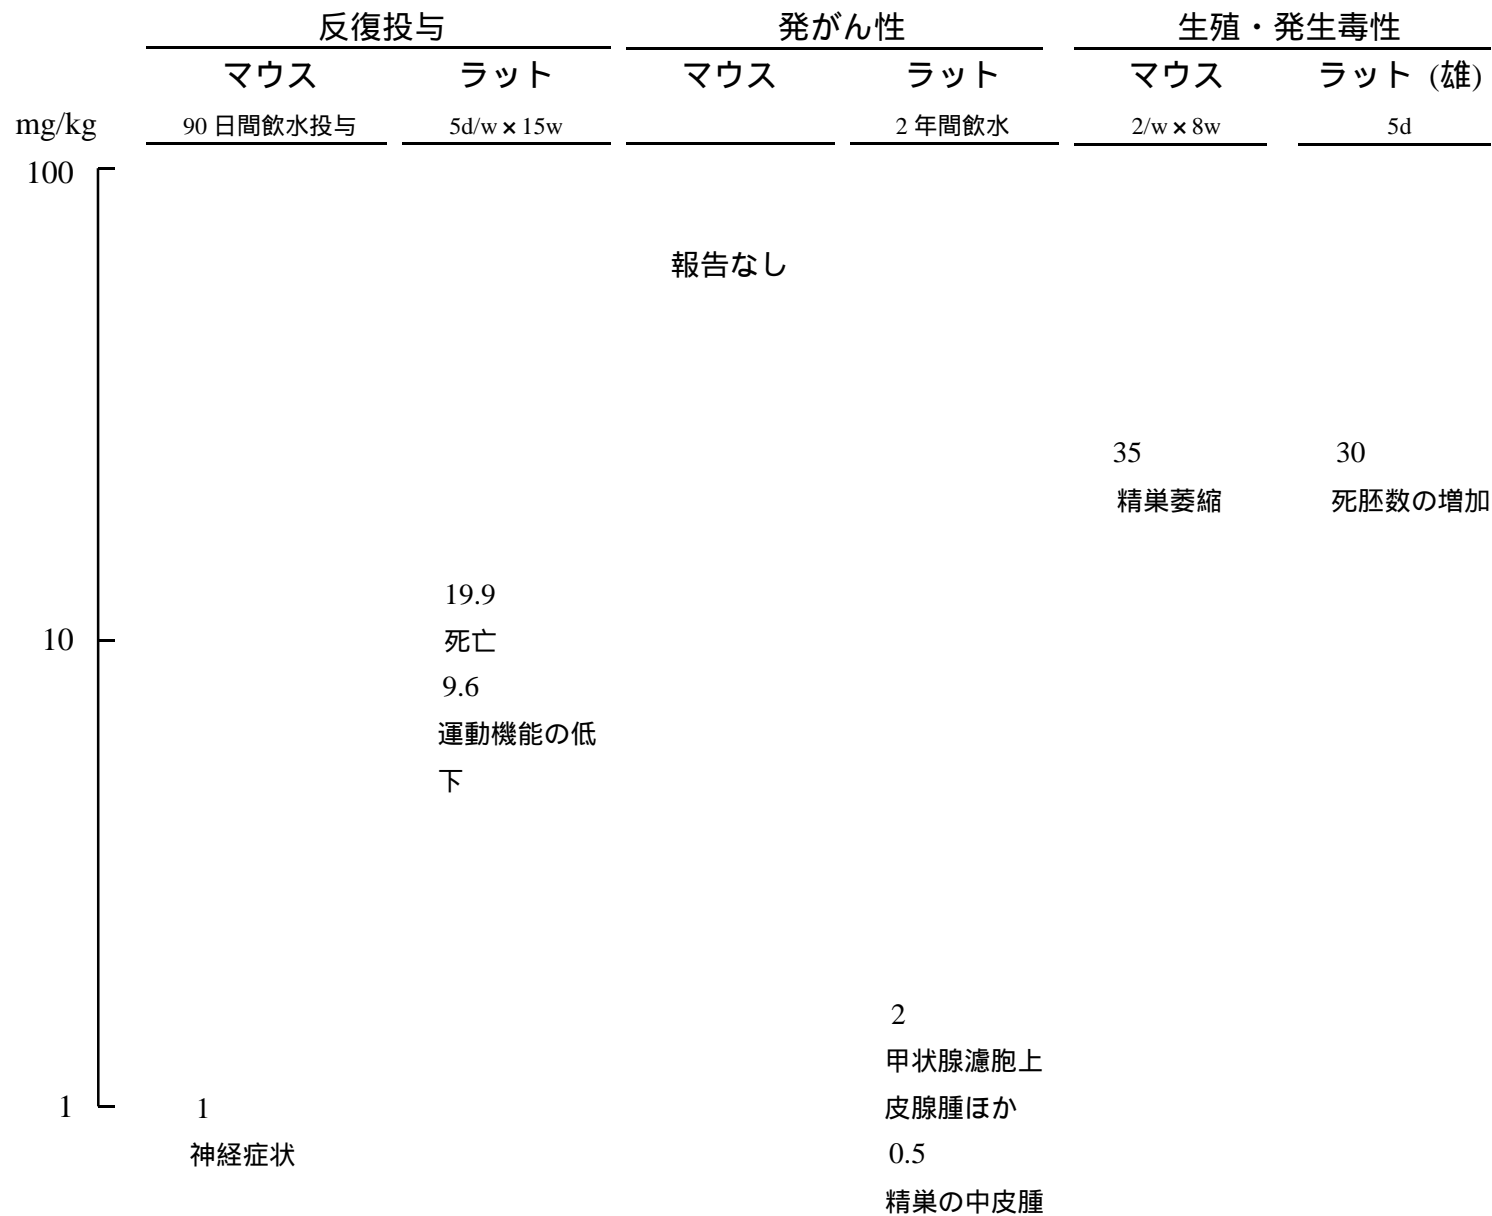 反復投与 発がん性 生殖・発生毒性
マウス ラット マウス ラット マウス ラット (雄)
mg/kg 90 日間飲水投与 5d/w × 15w 2 年間飲水 2/w × 8w 5d
100
報告なし
35 30
精巣萎縮 死胚数の増加
19.9
10 死亡
9.6
運動機能の低
下
2
甲状腺濾胞上
1 1 皮腺腫ほか
神経症状 0.5
精巣の中皮腫